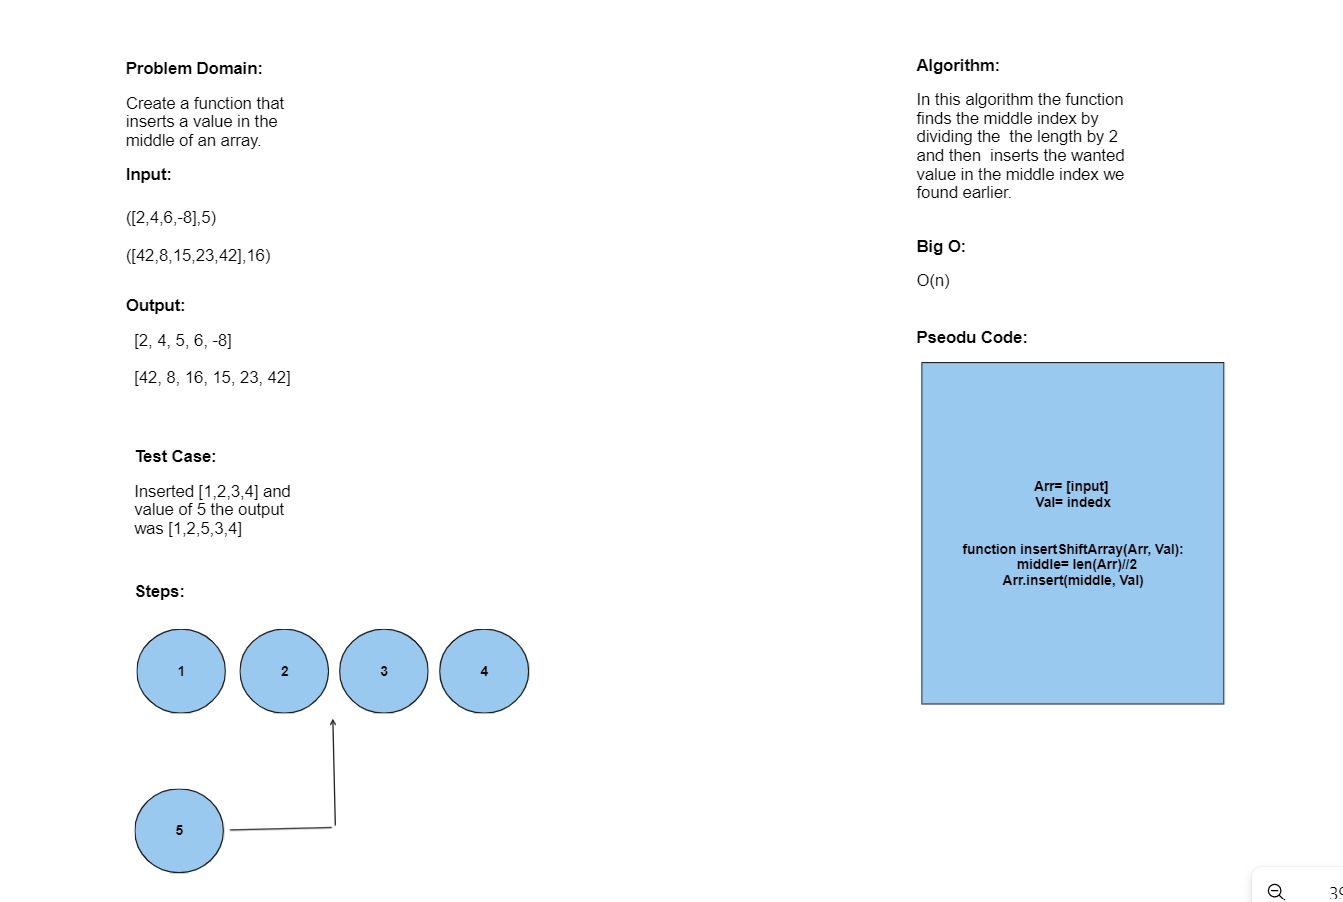 Problem Domain:
Create a function that
inserts a value in the
middle of an array.
Input:
([2,4,6,-8],5)
([42,8,15,23,42],16)
Output:
[2, 4, 5, 6, -8]
[42, 8, 16, 15, 23, 42]
Test Case:
Inserted [1,2,3,4] and
value of 5 the output
was [1,2,5,3,4]
Steps:
1 2 3 4
5
Algorithm:
In this algorithm the function
finds the middle index by
dividing the the length by 2
and then inserts the wanted
value in the middle index we
found earlier.
Big O:
O(n)
Pseodu Code:
Arr= [input]
Val= indedx
function insertShiftArray(Arr, Val):
middle= len(Arr)//2
Arr.insert(middle, Val)